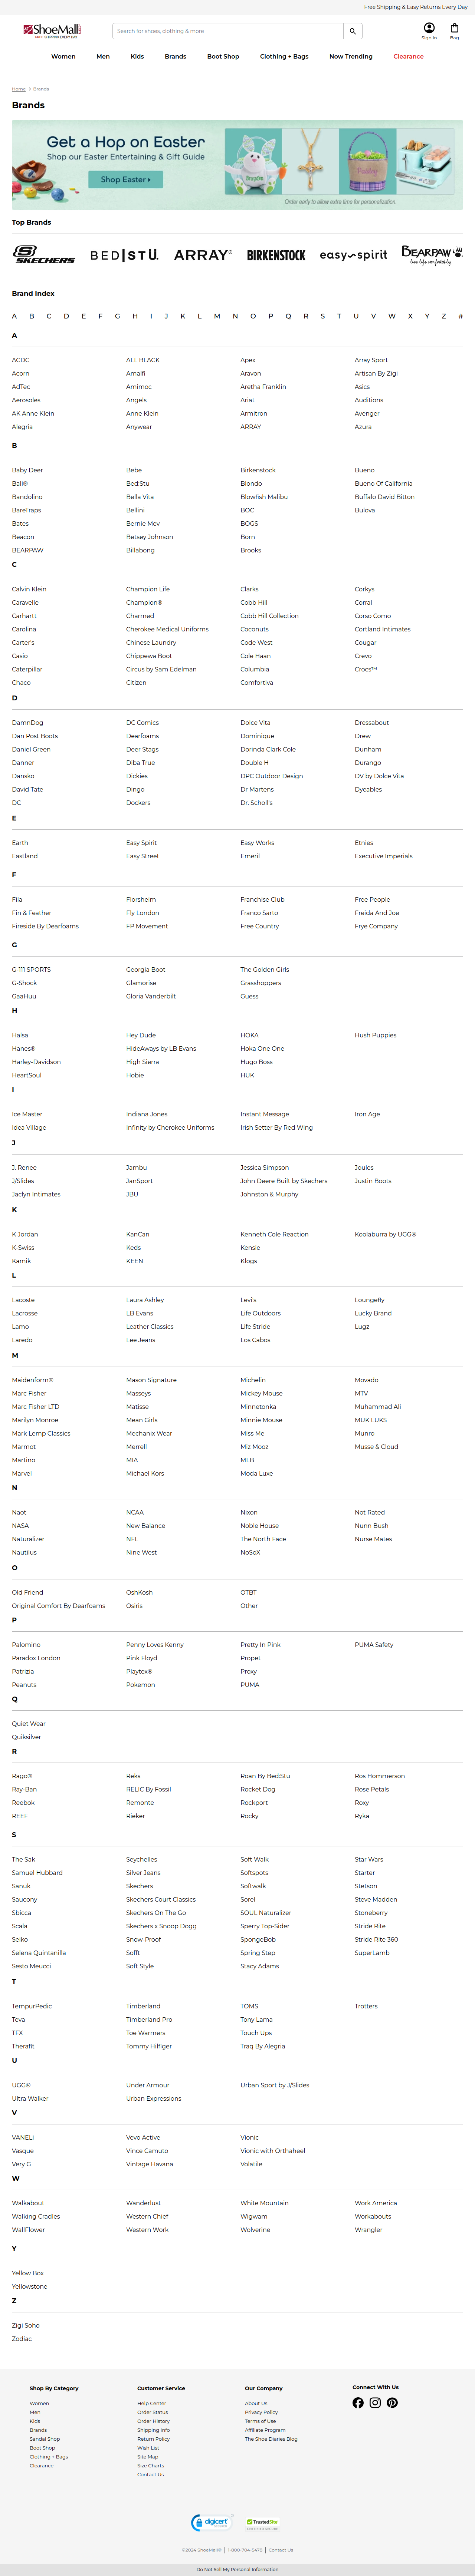 Free Shipping & Easy Returns Every Day
ShoeMall
FREE SHIPPING EVERY DAY
Search for shoes, clothing & more
Sign In
Bag
Women Men Kids Brands Boot Shop Clothing + Bags Now Trending Clearance
Home > Brands
Brands
Get a Hop on Easter
Shop our Easter Entertaining & Gift Guide
Shop Easter
Order early to allow extra time for personalization.
Top Brands
SKECHERS BED|STÜ ARRAY® BIRKENSTOCK easy spirit BEARPAW
live life comfortably
Brand Index
A B C D E F G H I J K L M N O P Q R S T U V W X Y Z #
A
ACDC ALL BLACK Apex Array Sport
Acorn Amalfi Aravon Artisan By Zigi
AdTec Amimoc Aretha Franklin Asics
Aerosoles Angels Ariat Auditions
AK Anne Klein Anne Klein Armitron Avenger
Alegria Anywear ARRAY Azura
B
Baby Deer Bebe Birkenstock Bueno
Bali® Bed:Stu Blondo Bueno Of California
Bandolino Bella Vita Blowfish Malibu Buffalo David Bitton
BareTraps Bellini BOC Bulova
Bates Bernie Mev BOGS
Beacon Betsey Johnson Born
BEARPAW Billabong Brooks
C
Calvin Klein Champion Life Clarks Corkys
Caravelle Champion® Cobb Hill Corral
Carhartt Charmed Cobb Hill Collection Corso Como
Carolina Cherokee Medical Uniforms Coconuts Cortland Intimates
Carter's Chinese Laundry Code West Cougar
Casio Chippewa Boot Cole Haan Crevo
Caterpillar Circus by Sam Edelman Columbia Crocs™
Chaco Citizen Comfortiva
D
DamnDog DC Comics Dolce Vita Dressabout
Dan Post Boots Dearfoams Dominique Drew
Daniel Green Deer Stags Dorinda Clark Cole Dunham
Danner Diba True Double H Durango
Dansko Dickies DPC Outdoor Design DV by Dolce Vita
David Tate Dingo Dr Martens Dyeables
DC Dockers Dr. Scholl's
E
Earth Easy Spirit Easy Works Etnies
Eastland Easy Street Emeril Executive Imperials
F
Fila Florsheim Franchise Club Free People
Fin & Feather Fly London Franco Sarto Freida And Joe
Fireside By Dearfoams FP Movement Free Country Frye Company
G
G-111 SPORTS Georgia Boot The Golden Girls
G-Shock Glamorise Grasshoppers
GaaHuu Gloria Vanderbilt Guess
H
Halsa Hey Dude HOKA Hush Puppies
Hanes® HideAways by LB Evans Hoka One One
Harley-Davidson High Sierra Hugo Boss
HeartSoul Hobie HUK
I
Ice Master Indiana Jones Instant Message Iron Age
Idea Village Infinity by Cherokee Uniforms Irish Setter By Red Wing
J
J. Renee Jambu Jessica Simpson Joules
J/Slides JanSport John Deere Built by Skechers Justin Boots
Jaclyn Intimates JBU Johnston & Murphy
K
K Jordan KanCan Kenneth Cole Reaction Koolaburra by UGG®
K-Swiss Keds Kensie
Kamik KEEN Klogs
L
Lacoste Laura Ashley Levi's Loungefly
Lacrosse LB Evans Life Outdoors Lucky Brand
Lamo Leather Classics Life Stride Lugz
Laredo Lee Jeans Los Cabos
M
Maidenform® Mason Signature Michelin Movado
Marc Fisher Masseys Mickey Mouse MTV
Marc Fisher LTD Matisse Minnetonka Muhammad Ali
Marilyn Monroe Mean Girls Minnie Mouse MUK LUKS
Mark Lemp Classics Mechanix Wear Miss Me Munro
Marmot Merrell Miz Mooz Musse & Cloud
Martino MIA MLB
Marvel Michael Kors Moda Luxe
N
Naot NCAA Nixon Not Rated
NASA New Balance Noble House Nunn Bush
Naturalizer NFL The North Face Nurse Mates
Nautilus Nine West NoSoX
O
Old Friend OshKosh OTBT
Original Comfort By Dearfoams Osiris Other
P
Palomino Penny Loves Kenny Pretty In Pink PUMA Safety
Paradox London Pink Floyd Propet
Patrizia Playtex® Proxy
Peanuts Pokemon PUMA
Q
Quiet Wear
Quiksilver
R
Rago® Reks Roan By Bed:Stu Ros Hommerson
Ray-Ban RELIC By Fossil Rocket Dog Rose Petals
Reebok Remonte Rockport Roxy
REEF Rieker Rocky Ryka
S
The Sak Seychelles Soft Walk Star Wars
Samuel Hubbard Silver Jeans Softspots Starter
Sanuk Skechers Softwalk Stetson
Saucony Skechers Court Classics Sorel Steve Madden
Sbicca Skechers On The Go SOUL Naturalizer Stoneberry
Scala Skechers x Snoop Dogg Sperry Top-Sider Stride Rite
Seiko Snow-Proof SpongeBob Stride Rite 360
Selena Quintanilla Sofft Spring Step SuperLamb
Sesto Meucci Soft Style Stacy Adams
T
TempurPedic Timberland TOMS Trotters
Teva Timberland Pro Tony Lama
TFX Toe Warmers Touch Ups
Therafit Tommy Hilfiger Traq By Alegria
U
UGG® Under Armour Urban Sport by J/Slides
Ultra Walker Urban Expressions
V
VANELi Vevo Active Vionic
Vasque Vince Camuto Vionic with Orthaheel
Very G Vintage Havana Volatile
W
Walkabout Wanderlust White Mountain Work America
Walking Cradles Western Chief Wigwam Workabouts
WallFlower Western Work Wolverine Wrangler
Y
Yellow Box
Yellowstone
Z
Zigi Soho
Zodiac
Shop By Category Customer Service Our Company Connect With Us
Women Help Center About Us
Men Order Status Privacy Policy
Kids Order History Terms of Use
Brands Shipping Info Affiliate Program
Sandal Shop Return Policy The Shoe Diaries Blog
Boot Shop Wish List
Clothing + Bags Site Map
Clearance Size Charts
Contact Us
digicert TrustedSite
CERTIFIED SECURE
©2024 ShoeMall® | 1-800-704-5478 | Contact Us
Do Not Sell My Personal Information